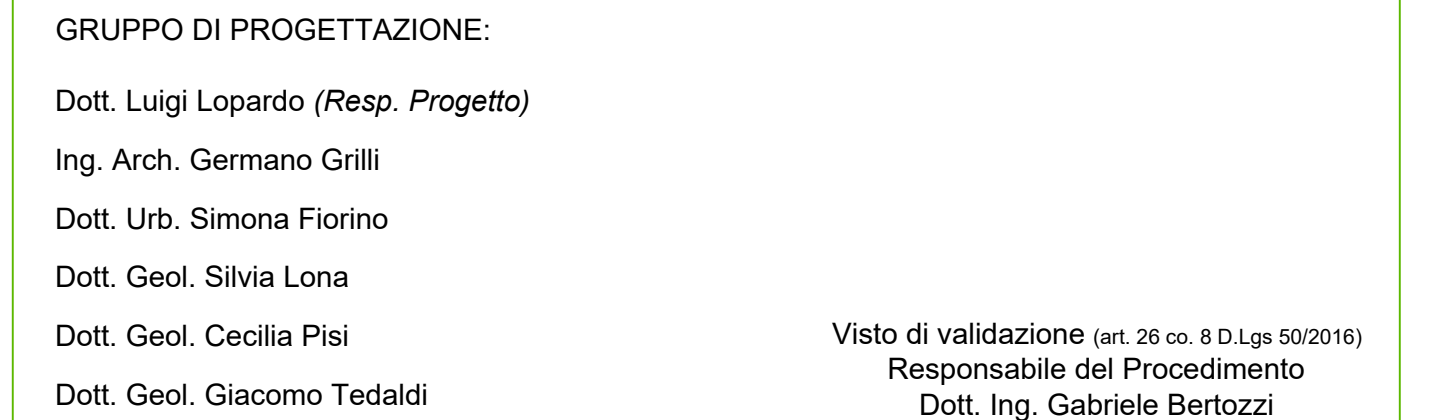 GRUPPO DI PROGETTAZIONE:
Dott. Luigi Lopardo (Resp. Progetto)
Ing. Arch. Germano Grilli
Dott. Urb. Simona Fiorino
Dott. Geol. Silvia Lona
Dott. Geol. Cecilia Pisi
Dott. Geol. Giacomo Tedaldi
Visto di validazione (art. 26 co. 8 D.Lgs 50/2016)
Responsabile del Procedimento
Dott. Ing. Gabriele Bertozzi